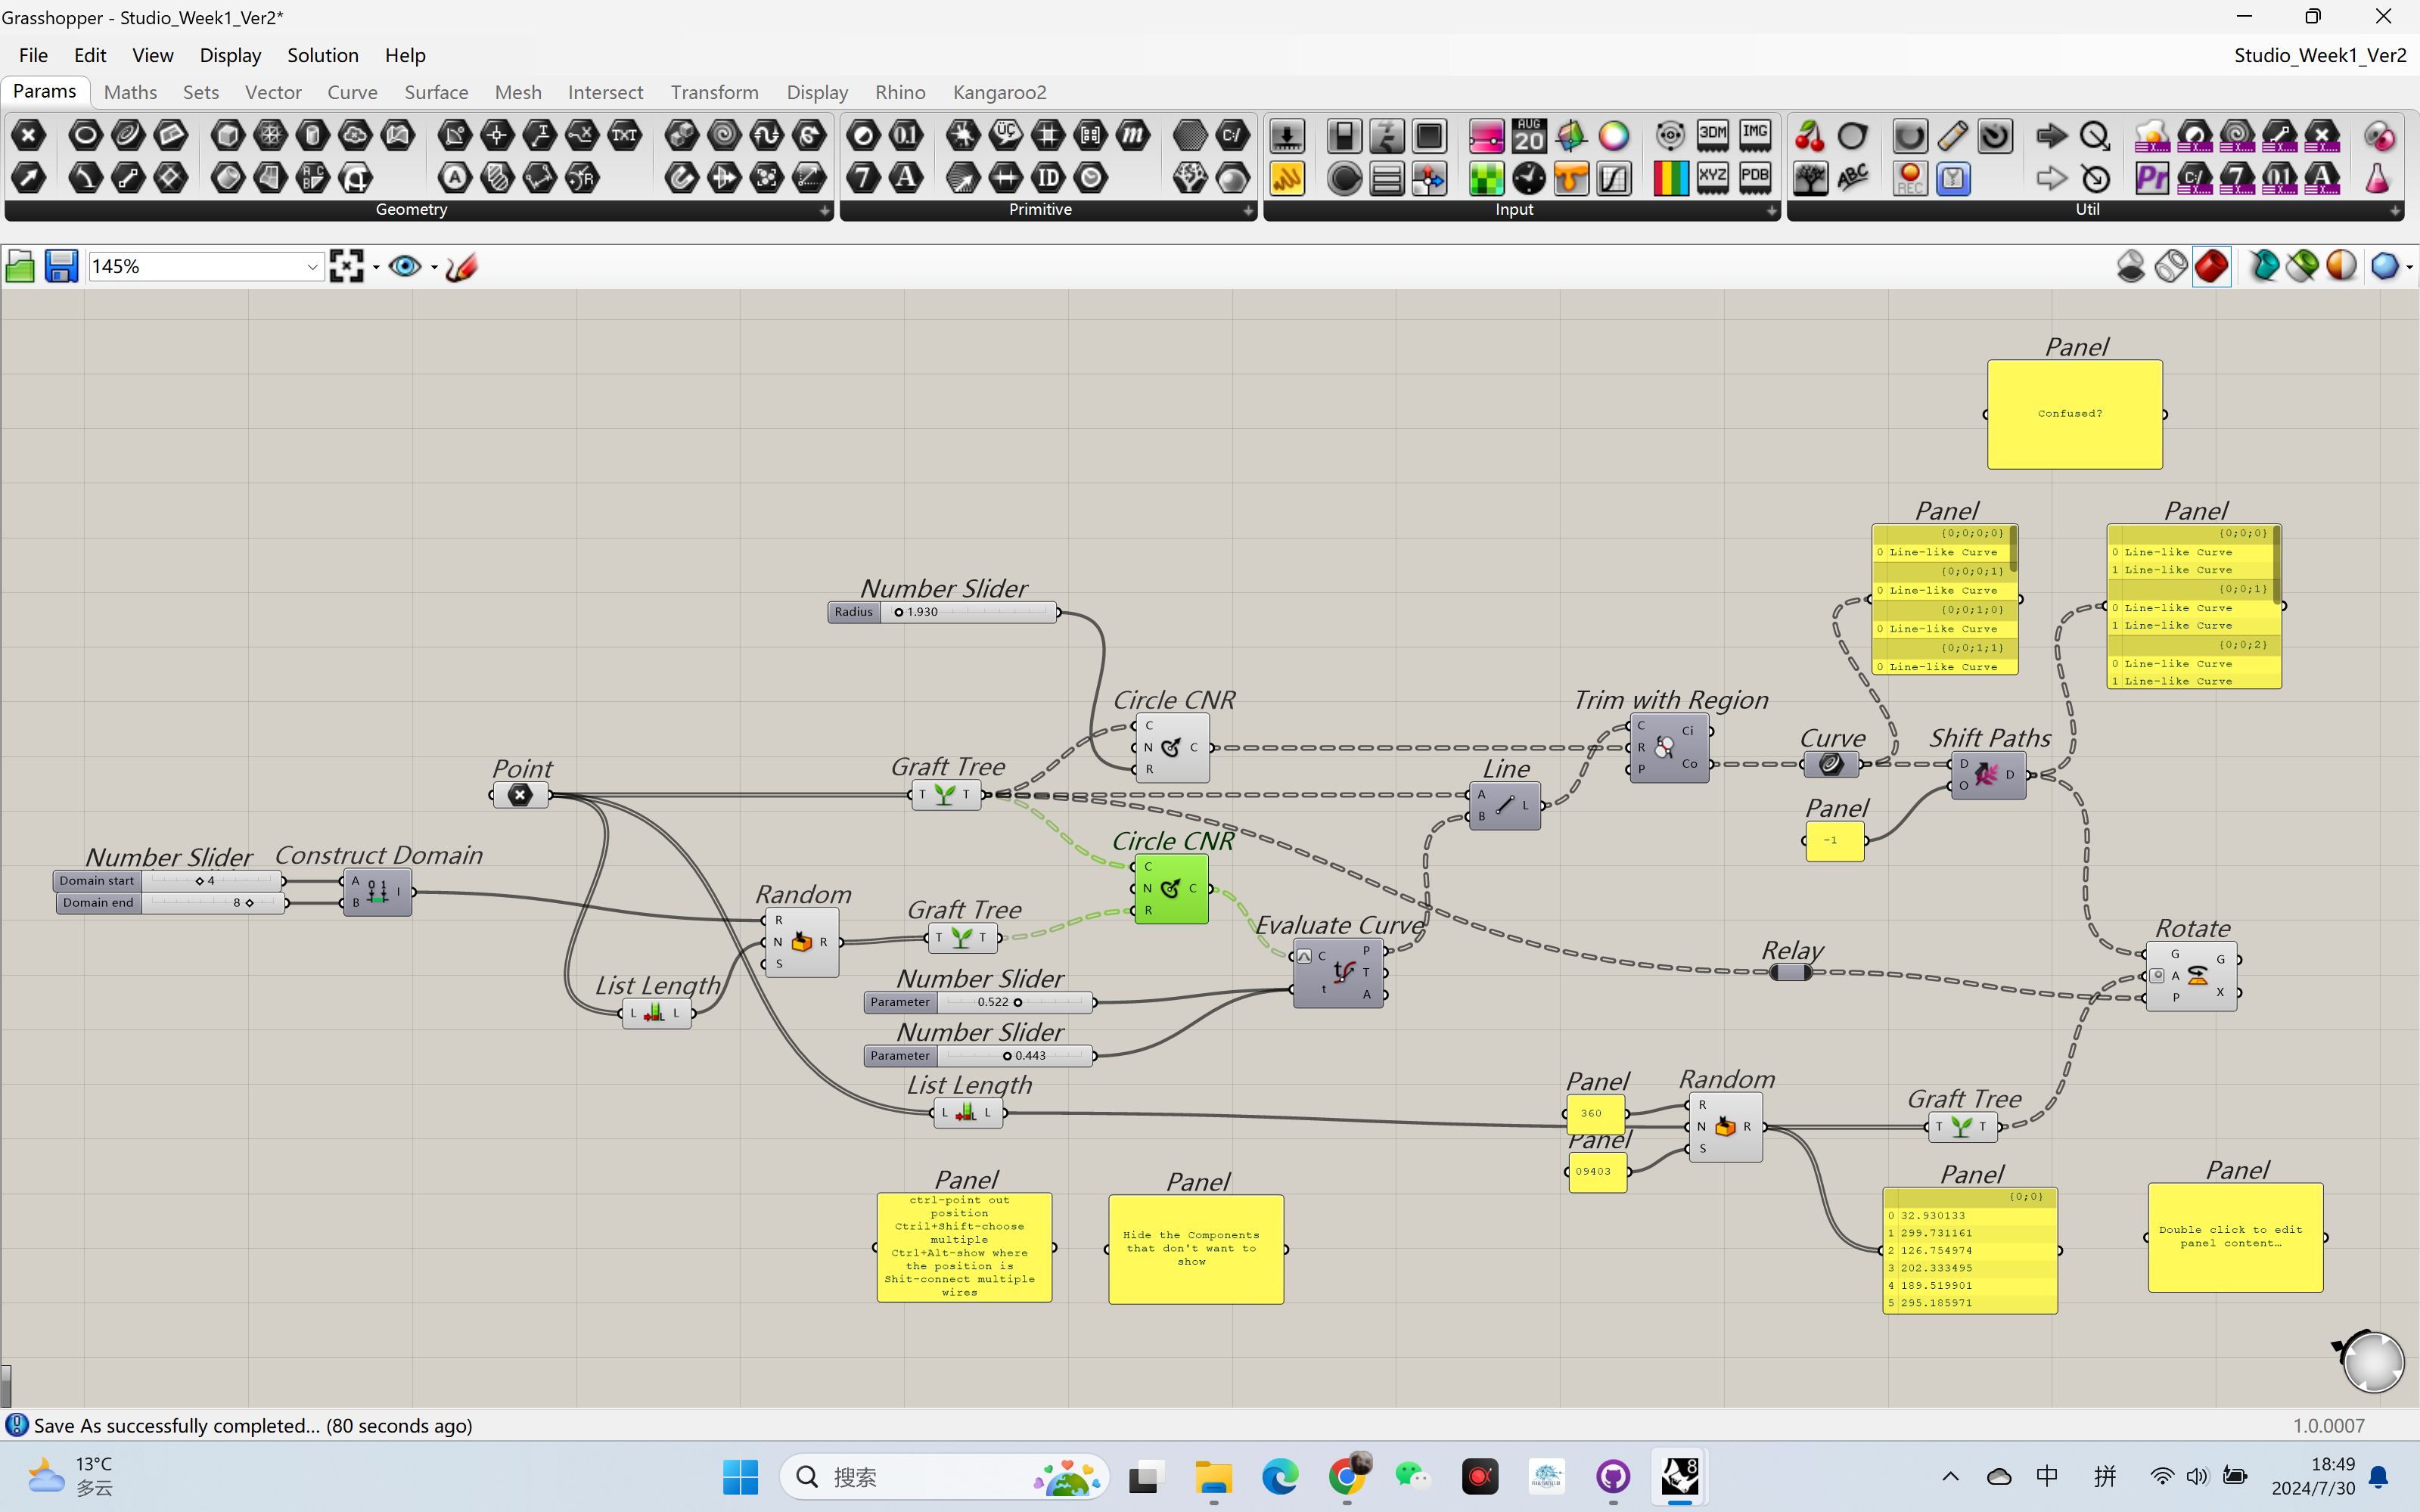 Grasshopper - Studio_Week1_Ver2*
File Edit View Display Solution Help
Studio_Week1_Ver2
Params Maths Sets Vector Curve Surface Mesh Intersect Transform Display Rhino Kangaroo2
Geometry
Primitive
Input
Util
145%
Panel
Confused?
Panel
{0;0;0;0}
0 Line-like Curve
{0;0;0;1}
0 Line-like Curve
{0;0;1;0}
0 Line-like Curve
{0;0;1;1}
0 Line-like Curve
Panel
{0;0;0}
0 Line-like Curve
1 Line-like Curve
{0;0;1}
0 Line-like Curve
1 Line-like Curve
{0;0;2}
0 Line-like Curve
1 Line-like Curve
Number Slider
Radius 1.930
Circle CNR
C
N C
R
Trim with Region
C Ci
R
P Co
Curve
Shift Paths
D D
O
Panel
-1
Point
Graft Tree
T T
Line
A L
B
Number Slider
Domain start 4
Domain end 8
Construct Domain
A I
B
Random
R
N R
S
Graft Tree
T T
Circle CNR
C
N C
R
Evaluate Curve
C P
T
t A
List Length
L L
Number Slider
Parameter 0.522
Number Slider
Parameter 0.443
List Length
L L
Relay
Rotate
G G
A
P X
Panel
360
Panel
09403
Random
R
N R
S
Graft Tree
T T
Panel
ctrl-point out
position
Ctril+Shift-choose
multiple
Ctrl+Alt-show where
the position is
Shit-connect multiple
wires
Panel
Hide the Components
that don't want to
show
Panel
{0;0}
0 32.930133
1 299.731161
2 126.754974
3 202.333495
4 189.519901
5 295.185971
Panel
Double click to edit
panel content…
Save As successfully completed... (80 seconds ago)
1.0.0007
13°C
多云
搜索
中
拼
18:49
2024/7/30